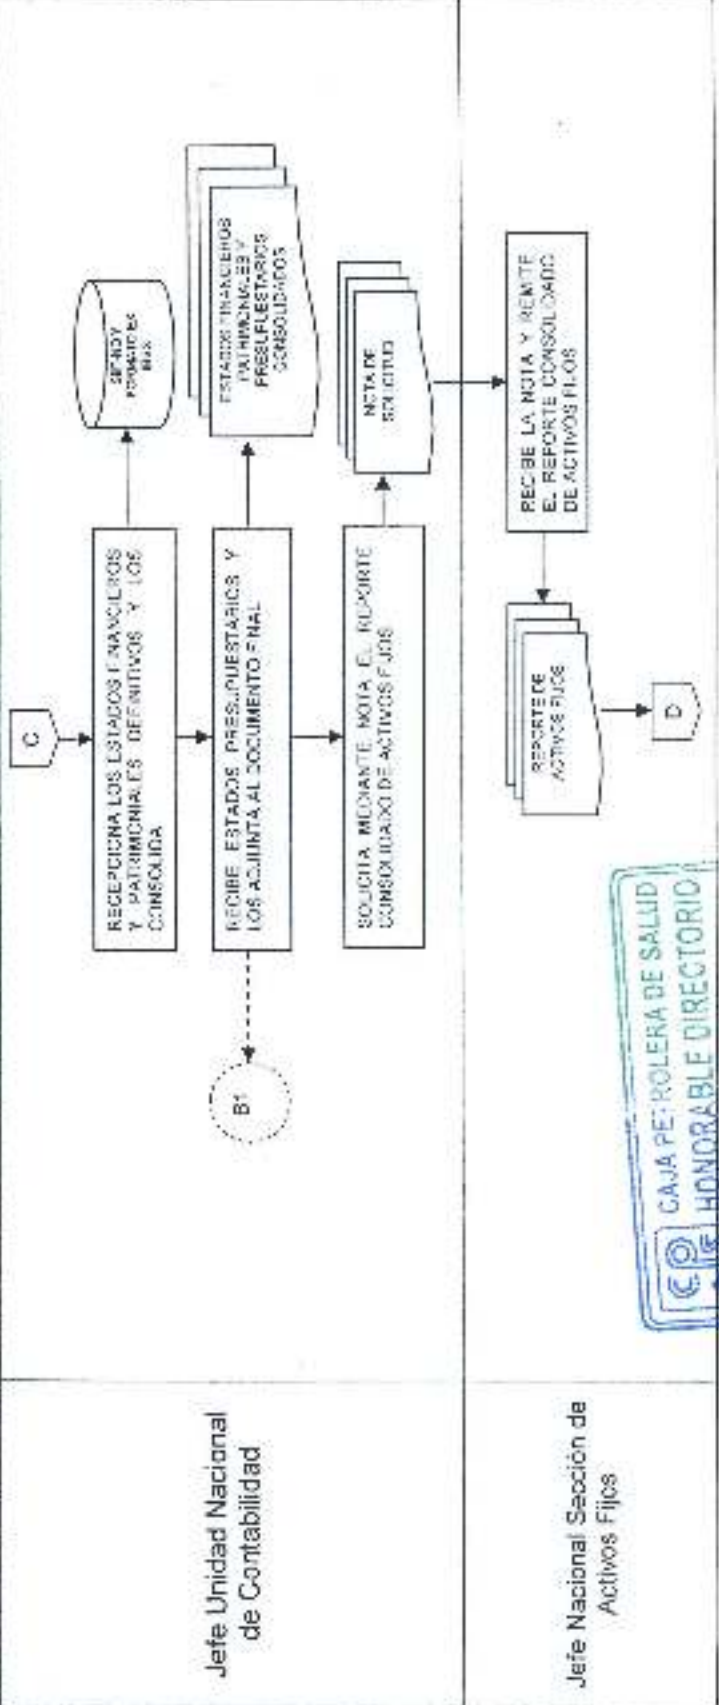 Jefe Unidad Nacional
de Contabilidad
C
RECEPCIONA LOS ESTADOS FINANCIEROS
Y PATRIMONIALES DEFINITIVOS Y LOS
CONSOLIDA
FORMATO
RECIBE ESTADOS PRESUPUESTARIOS Y
LOS ADJUNTA AL DOCUMENTO FINAL
ESTADOS FINANCIEROS
PATRIMONIALES Y
PRESUPUESTARIOS
CONSOLIDADOS
B1
SOLICITA MEDIANTE NOTA EL REPORTE
CONSOLIDADO DE ACTIVOS FIJOS
NOTA DE
SOLICITUD
Jefe Nacional Sección de
Activos Fijos
RECIBE LA NOTA Y REMITE
EL REPORTE CONSOLIDADO
DE ACTIVOS FIJOS
REPORTE DE
ACTIVOS FIJOS
D
CAJA PETROLERA DE SALUD
HONORABLE DIRECTORIO